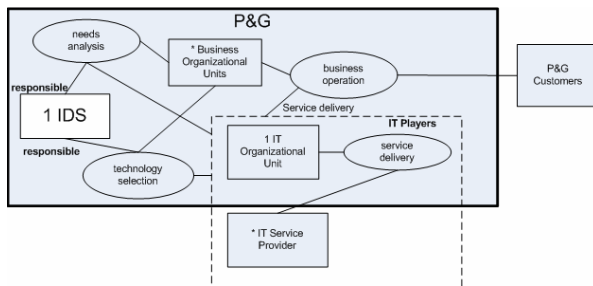 P&G
needs
analysis
* Business
Organizational
Units
business
operation
P&G
Customers
responsible
1 IDS
responsible
Service delivery
IT Players
1 IT
Organizational
Unit
service
delivery
technology
selection
* IT Service
Provider